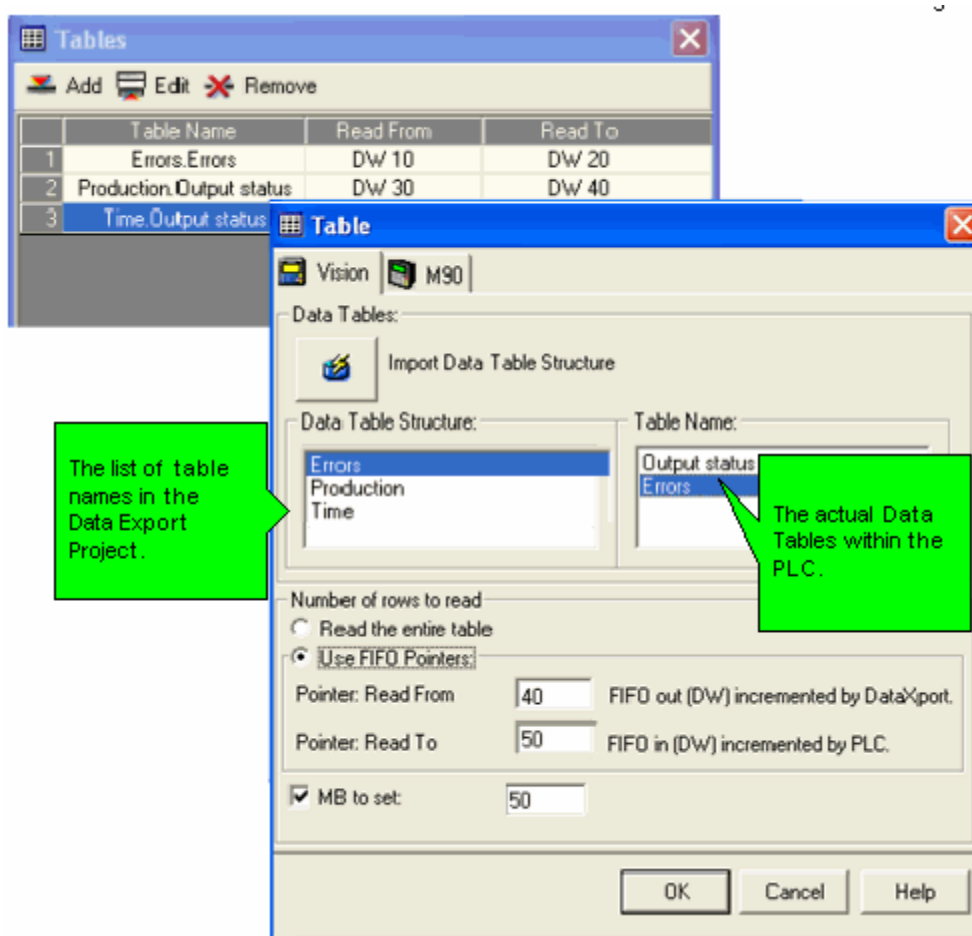 Tables
Add Edit Remove
Table Name Read From Read To
1 Errors.Errors DW 10 DW 20
2 Production.Output status DW 30 DW 40
3 Time.Output status
Table
Vision M90
Data Tables:
Import Data Table Structure
Data Table Structure:
Errors
Production
Time
Table Name:
Output status
Errors
The list of table
names in the
Data Export
Project.
The actual Data
Tables within the
PLC.
Number of rows to read
Read the entire table
Use FIFO Pointers:
Pointer: Read From 40 FIFO out (DW) incremented by DataXport.
Pointer: Read To 50 FIFO in (DW) incremented by PLC.
MB to set: 50
OK Cancel Help